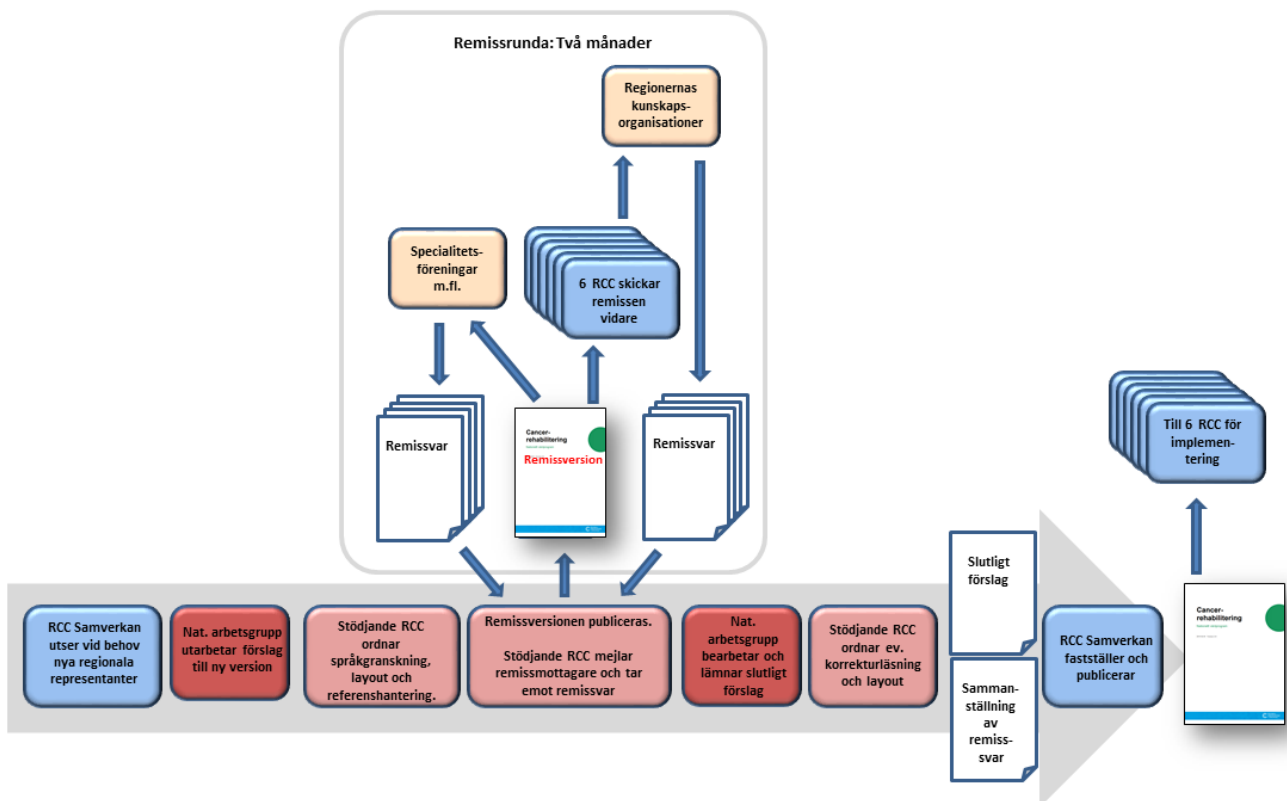 Remissrunda: Två månader
Regionernas
kunskaps-
organisationer
Specialitets-
föreningar
m.fl.
6 RCC skickar
remissen
vidare
Remissvar
Cancer-
rehabilitering
Remissversion
Remissvar
Till 6 RCC för
implemen-
tering
RCC Samverkan
utser vid behov
nya regionala
representanter
Nat. arbetsgrupp
utarbetar förslag
till ny version
Stödjande RCC
ordnar
språkgranskning,
layout och
referenshantering.
Remissversionen publiceras.
Stödjande RCC mejlar
remissmottagare och tar
emot remissvar
Nat.
arbetsgrupp
bearbetar och
lämnar slutligt
förslag
Stödjande RCC
ordnar ev.
korrekturläsning
och layout
Slutligt
förslag
Samman-
ställning
av
remiss-
svar
RCC Samverkan
fastställer och
publicerar
Cancer-
rehabilitering